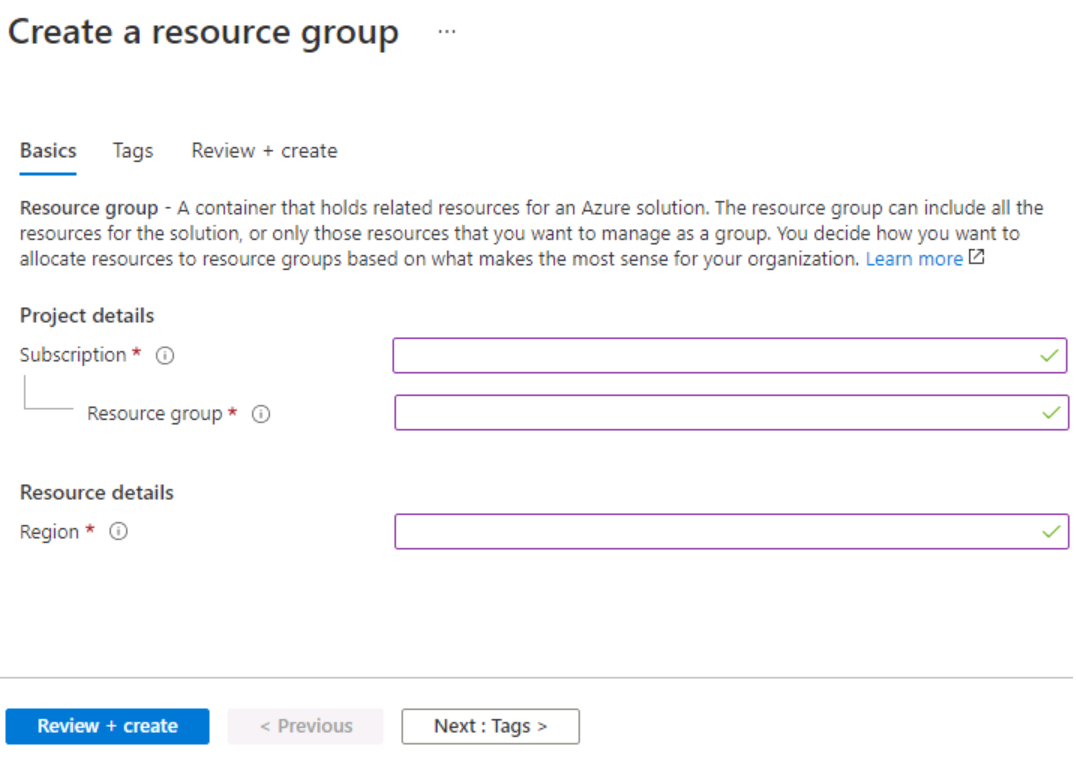 Create a resource group ...
Basics Tags Review + create
Resource group - A container that holds related resources for an Azure solution. The resource group can include all the
resources for the solution, or only those resources that you want to manage as a group. You decide how you want to
allocate resources to resource groups based on what makes the most sense for your organization. Learn more
Project details
Subscription *
Resource group *
Resource details
Region *
Review + create < Previous Next : Tags >